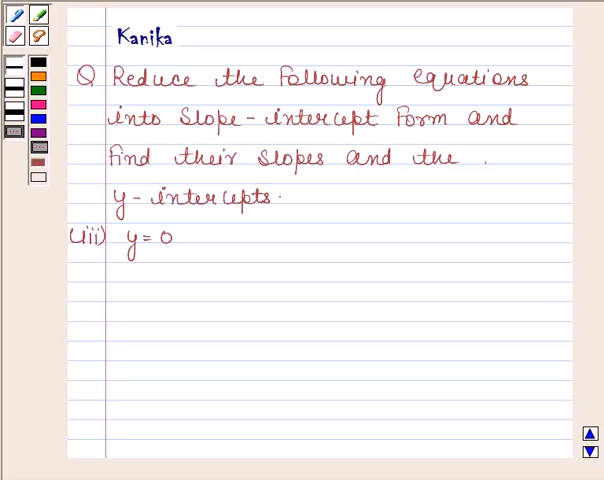 Kanika
Q Reduce the following equations
into slope-intercept form and
find their slopes and the .
y-intercepts.
(iii) y=0